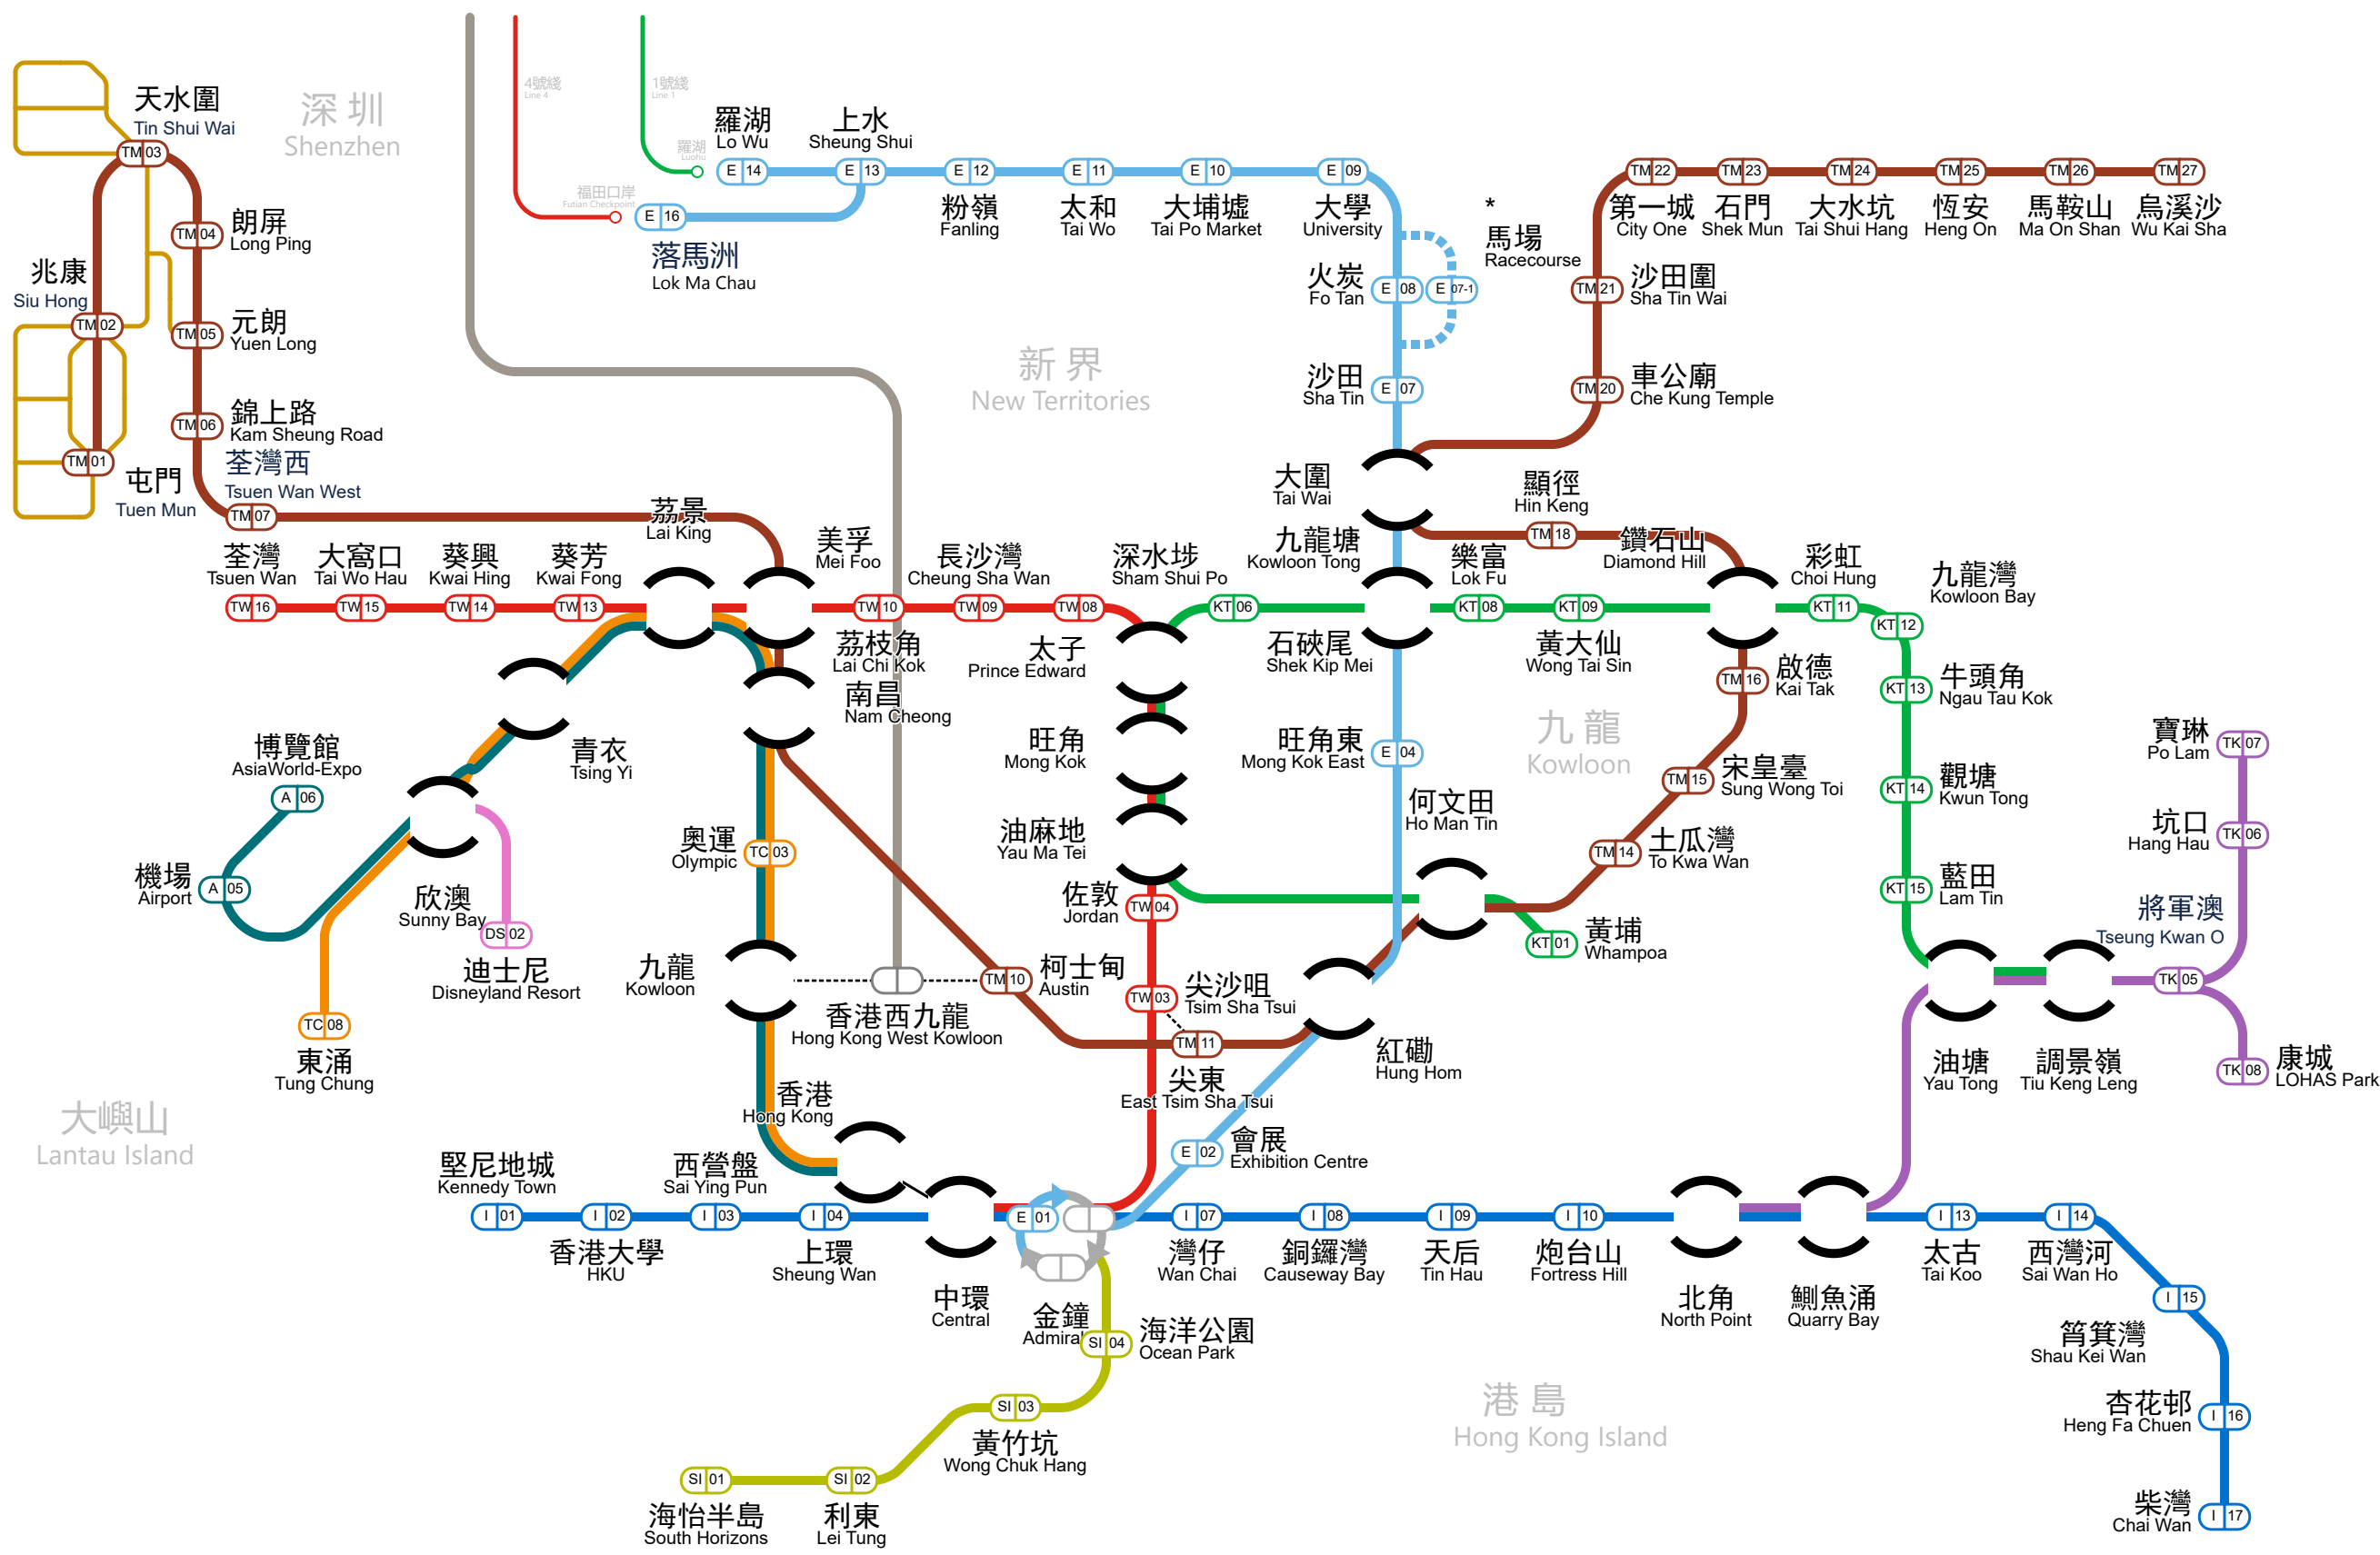 4號綫
Line 4
1號綫
Line 1
天水圍
Tin Shui Wai
深圳
Shenzhen
羅湖
Luohu
羅湖
Lo Wu
上水
Sheung Shui
TM 03
E 14
E 13
E 12
E 11
E 10
E 09
TM 22
TM 23
TM 24
TM 25
TM 26
TM 27
福田口岸
Futian Checkpoint
E 16
落馬洲
Lok Ma Chau
粉嶺
Fanling
太和
Tai Wo
大埔墟
Tai Po Market
大學
University
*
馬場
Racecourse
第一城
City One
石門
Shek Mun
大水坑
Tai Shui Hang
恆安
Heng On
馬鞍山
Ma On Shan
烏溪沙
Wu Kai Sha
TM 04
朗屏
Long Ping
兆康
Siu Hong
TM 02
火炭
Fo Tan
E 08
E 07-1
TM 21
沙田圍
Sha Tin Wai
TM 05
元朗
Yuen Long
新界
New Territories
沙田
Sha Tin
E 07
TM 20
車公廟
Che Kung Temple
TM 06
錦上路
Kam Sheung Road
TM 01
屯門
Tuen Mun
荃灣西
Tsuen Wan West
TM 07
大圍
Tai Wai
顯徑
Hin Keng
TM 18
荔景
Lai King
美孚
Mei Foo
荃灣
Tsuen Wan
大窩口
Tai Wo Hau
葵興
Kwai Hing
葵芳
Kwai Fong
長沙灣
Cheung Sha Wan
深水埗
Sham Shui Po
九龍塘
Kowloon Tong
樂富
Lok Fu
鑽石山
Diamond Hill
彩虹
Choi Hung
九龍灣
Kowloon Bay
TW 16
TW 15
TW 14
TW 13
TW 10
TW 09
TW 08
KT 06
KT 08
KT 09
KT 11
KT 12
荔枝角
Lai Chi Kok
太子
Prince Edward
石硤尾
Shek Kip Mei
黃大仙
Wong Tai Sin
TM 16
啟德
Kai Tak
KT 13
牛頭角
Ngau Tau Kok
南昌
Nam Cheong
青衣
Tsing Yi
旺角
Mong Kok
旺角東
Mong Kok East
E 04
九龍
Kowloon
TM 15
宋皇臺
Sung Wong Toi
寶琳
Po Lam
TK 07
博覽館
AsiaWorld-Expo
A 06
KT 14
觀塘
Kwun Tong
坑口
Hang Hau
TK 06
奧運
Olympic
TC 03
油麻地
Yau Ma Tei
何文田
Ho Man Tin
TM 14
土瓜灣
To Kwa Wan
機場
Airport
A 05
欣澳
Sunny Bay
DS 02
佐敦
Jordan
TW 04
KT 15
藍田
Lam Tin
將軍澳
Tseung Kwan O
TK 05
KT 01
黃埔
Whampoa
迪士尼
Disneyland Resort
九龍
Kowloon
TM 10
柯士甸
Austin
TW 03
尖沙咀
Tsim Sha Tsui
香港西九龍
Hong Kong West Kowloon
TC 08
東涌
Tung Chung
TM 11
尖東
East Tsim Sha Tsui
紅磡
Hung Hom
油塘
Yau Tong
調景嶺
Tiu Keng Leng
TK 08
康城
LOHAS Park
大嶼山
Lantau Island
香港
Hong Kong
E 02
會展
Exhibition Centre
堅尼地城
Kennedy Town
西營盤
Sai Ying Pun
I 01
I 02
I 03
I 04
E 01
I 07
I 08
I 09
I 10
I 13
I 14
香港大學
HKU
上環
Sheung Wan
中環
Central
金鐘
Admiral
灣仔
Wan Chai
銅鑼灣
Causeway Bay
天后
Tin Hau
炮台山
Fortress Hill
北角
North Point
鰂魚涌
Quarry Bay
太古
Tai Koo
西灣河
Sai Wan Ho
I 15
筲箕灣
Shau Kei Wan
SI 04
海洋公園
Ocean Park
SI 03
黃竹坑
Wong Chuk Hang
港島
Hong Kong Island
杏花邨
Heng Fa Chuen
I 16
SI 01
SI 02
海怡半島
South Horizons
利東
Lei Tung
柴灣
Chai Wan
I 17